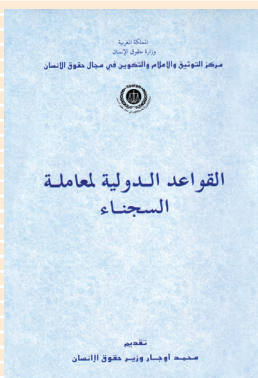 المملكة المغربية
وزارة حقوق الإنسان
مركز التوثيق والإعلام والتكوين في مجال حقوق الإنسان
القواعد الدولية لمعاملة
السجناء
تقديم
محمد أوجار وزير حقوق الإنسان